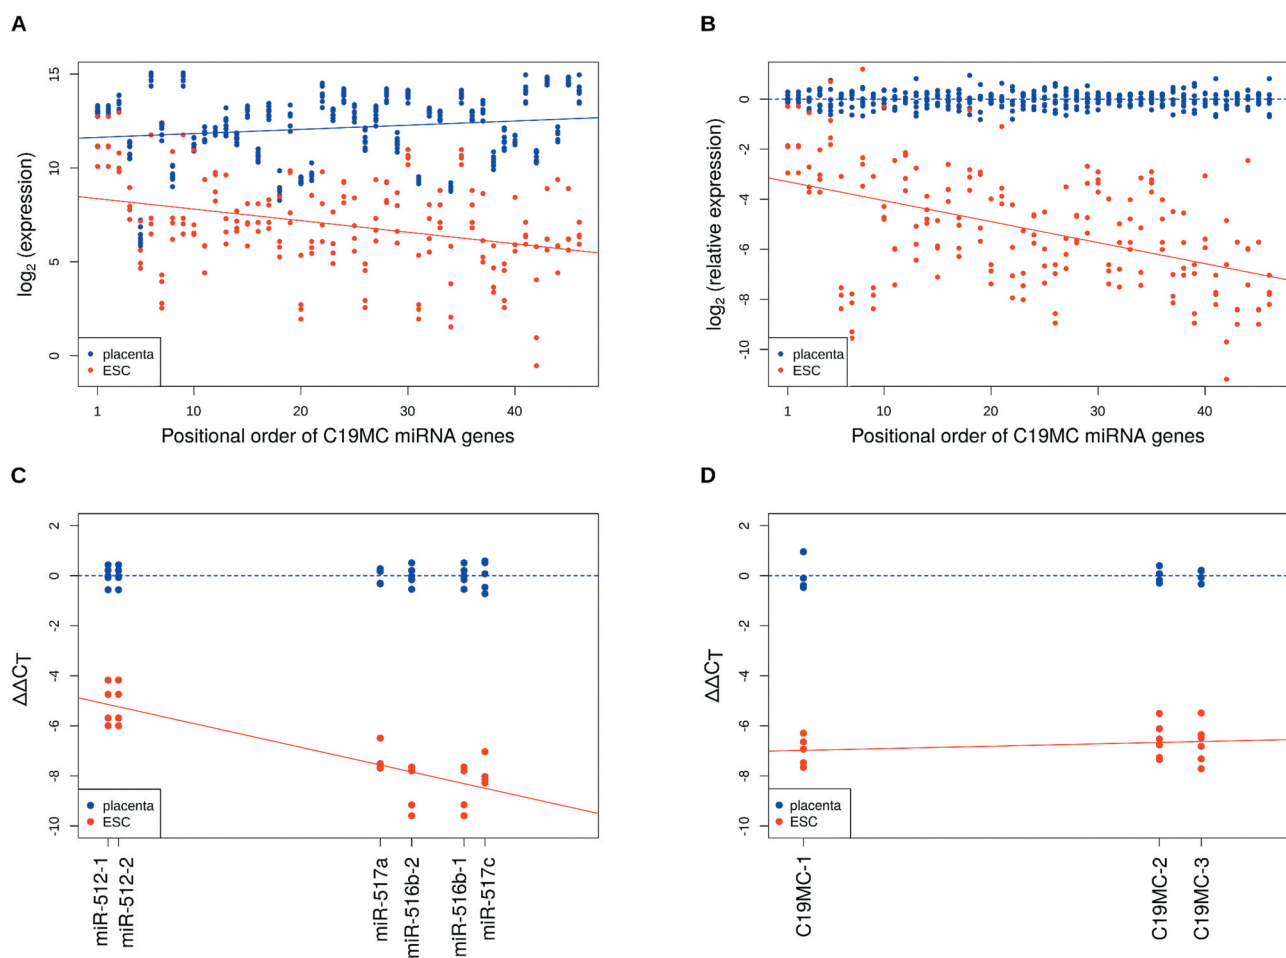 A
15
10
5
0
log2 (expression)
placenta
ESC
1
10
20
30
40
Positional order of C19MC miRNA genes
B
0
-2
-4
-6
-8
-10
log2 (relative expression)
placenta
ESC
1
10
20
30
40
Positional order of C19MC miRNA genes
C
2
0
-2
-4
-6
-8
-10
ΔΔCT
placenta
ESC
miR-512-1
miR-512-2
miR-517a
miR-516b-2
miR-516b-1
miR-517c
D
2
0
-2
-4
-6
-8
-10
ΔΔCT
placenta
ESC
C19MC-1
C19MC-2
C19MC-3